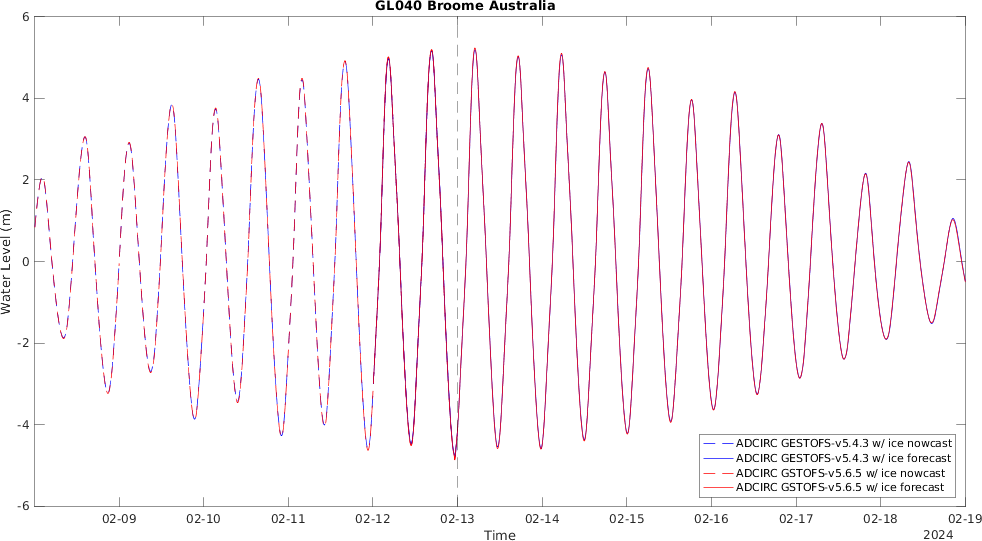 GL040 Broome Australia
6
4
2
0
-2
-4
-6
Water Level (m)
ADCIRC GESTOFS-v5.4.3 w/ ice nowcast
ADCIRC GESTOFS-v5.4.3 w/ ice forecast
ADCIRC GSTOFS-v5.6.5 w/ ice nowcast
ADCIRC GSTOFS-v5.6.5 w/ ice forecast
02-09 02-10 02-11 02-12 02-13 02-14 02-15 02-16 02-17 02-18 02-19
Time
2024